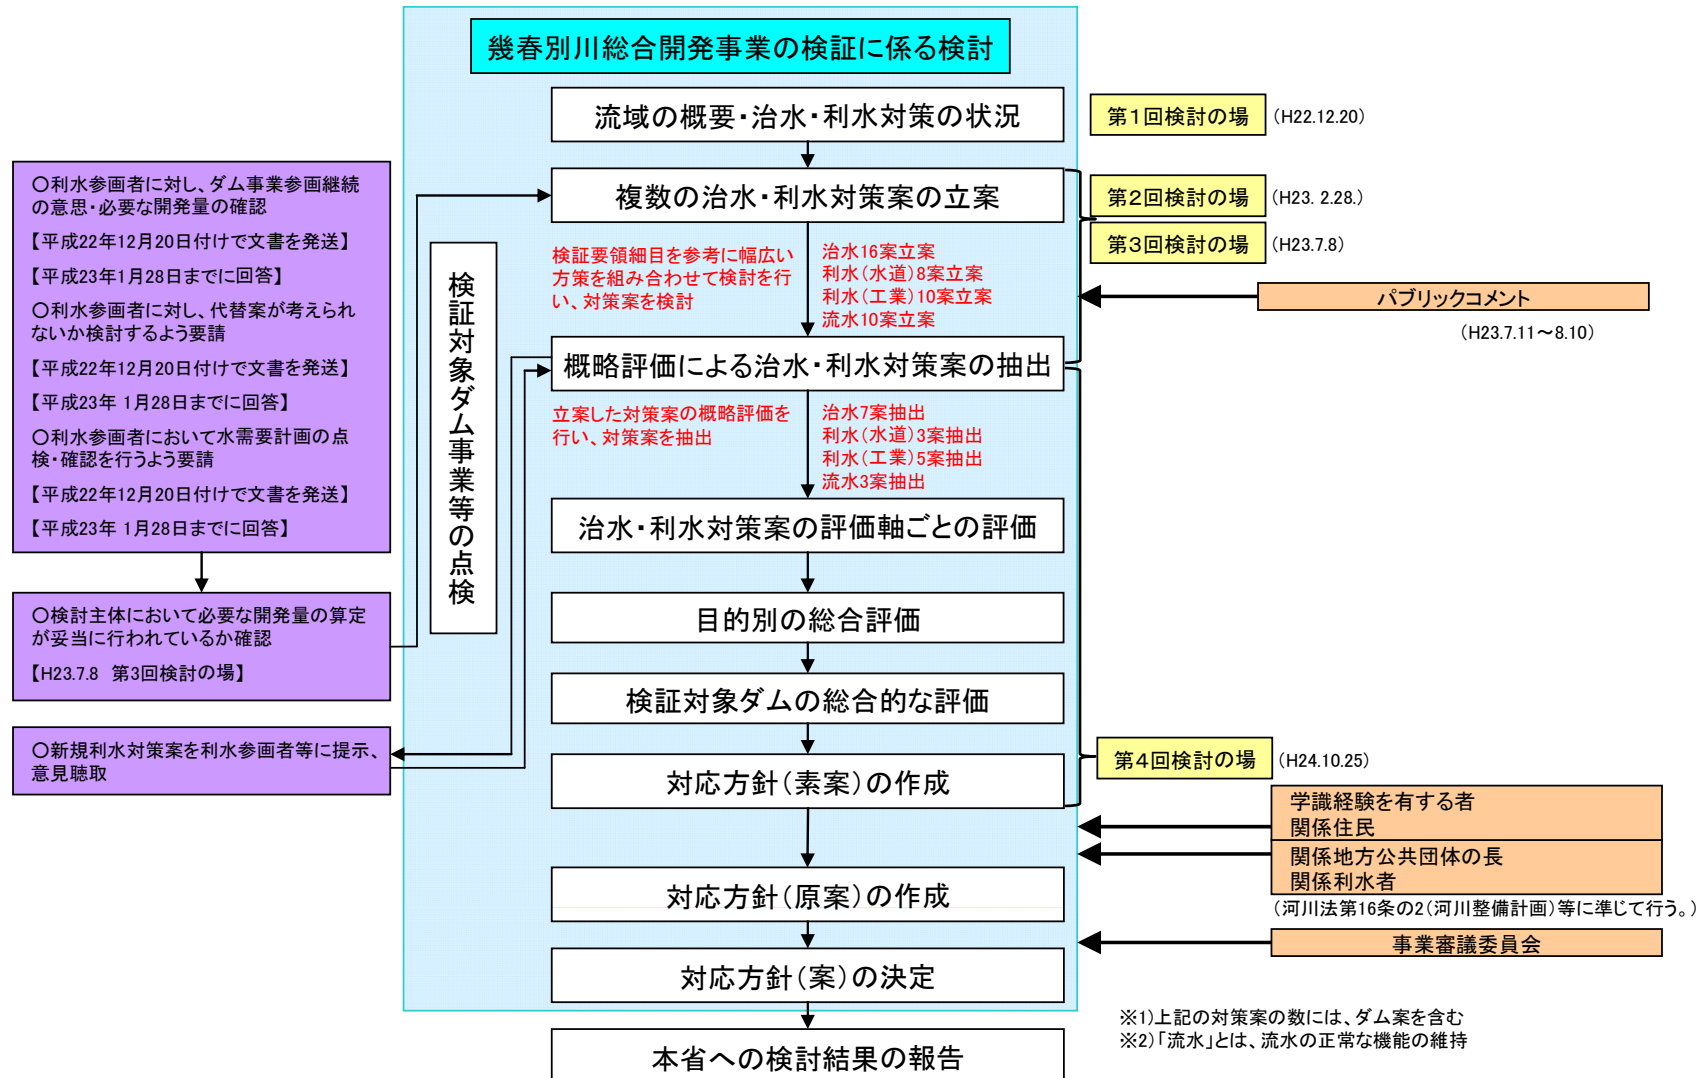 幾春別川総合開発事業の検証に係る検討
流域の概要・治水・利水対策の状況
第1回検討の場
(H22.12.20)
複数の治水・利水対策案の立案
第2回検討の場
(H23. 2.28.)
第3回検討の場
(H23.7.8)
検証要領細目を参考に幅広い
方策を組み合わせて検討を行
い、対策案を検討
治水16案立案
利水(水道)8案立案
利水(工業)10案立案
流水10案立案
パブリックコメント
(H23.7.11～8.10)
概略評価による治水・利水対策案の抽出
立案した対策案の概略評価を
行い、対策案を抽出
治水7案抽出
利水(水道)3案抽出
利水(工業)5案抽出
流水3案抽出
治水・利水対策案の評価軸ごとの評価
目的別の総合評価
検証対象ダムの総合的な評価
対応方針(素案)の作成
第4回検討の場
(H24.10.25)
学識経験を有する者
関係住民
関係地方公共団体の長
関係利水者
(河川法第16条の2(河川整備計画)等に準じて行う。)
対応方針(原案)の作成
事業審議委員会
対応方針(案)の決定
本省への検討結果の報告
検証対象ダム事業等の点検
○利水参画者に対し、ダム事業参画継続
の意思・必要な開発量の確認
【平成22年12月20日付けで文書を発送】
【平成23年1月28日までに回答】
○利水参画者に対し、代替案が考えられ
ないか検討するよう要請
【平成22年12月20日付けで文書を発送】
【平成23年 1月28日までに回答】
○利水参画者において水需要計画の点
検・確認を行うよう要請
【平成22年12月20日付けで文書を発送】
【平成23年 1月28日までに回答】
○検討主体において必要な開発量の算定
が妥当に行われているか確認
【H23.7.8 第3回検討の場】
○新規利水対策案を利水参画者等に提示、
意見聴取
※1)上記の対策案の数には、ダム案を含む
※2)「流水」とは、流水の正常な機能の維持